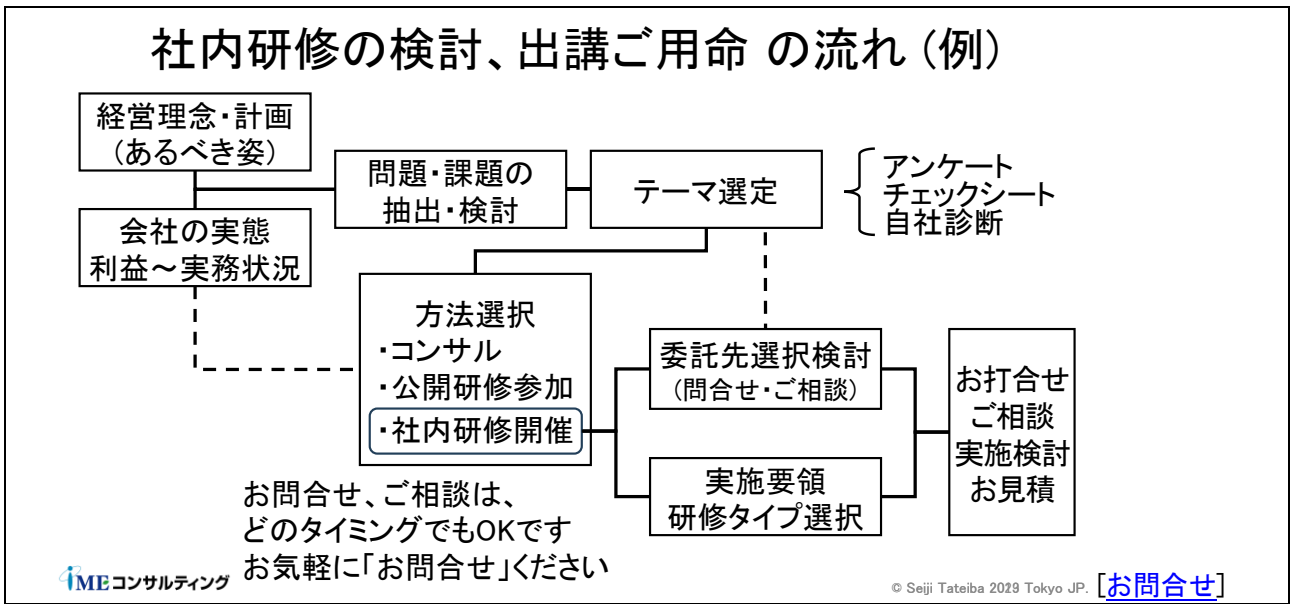 社内研修の検討、出講ご用命 の流れ (例)
経営理念・計画
(あるべき姿)
会社の実態
利益～実務状況
問題・課題の
抽出・検討
テーマ選定
アンケート
チェックシート
自社診断
方法選択
・コンサル
・公開研修参加
・社内研修開催
委託先選択検討
(問合せ・ご相談)
実施要領
研修タイプ選択
お打合せ
ご相談
実施検討
お見積
お問合せ、ご相談は、
どのタイミングでもOKです
お気軽に「お問合せ」ください
iMEコンサルティング
© Seiji Tateiba Tokyo JP.
[お問合せ]